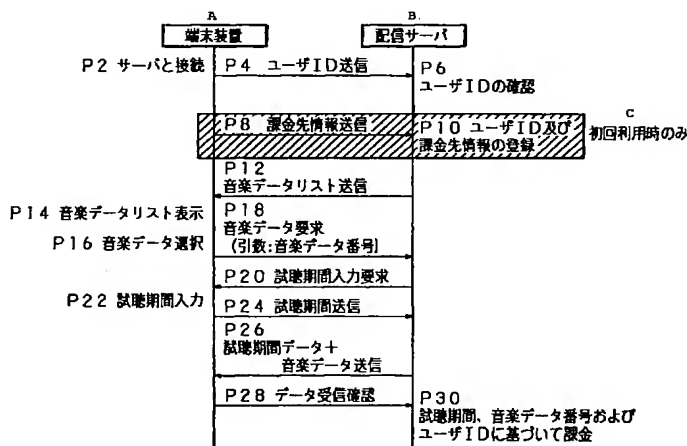 A
B.
端末装置
配信サーバ
P2 サーバと接続
P4 ユーザID送信
P6
ユーザIDの確認
C
P8 課金先情報送信
P10 ユーザID及び
課金先情報の登録
初回利用時のみ
P12
音楽データリスト送信
P14 音楽データリスト表示
P18
音楽データ要求
(引数:音楽データ番号)
P16 音楽データ選択
P20 試聴期間入力要求
P22 試聴期間入力
P24 試聴期間送信
P26
試聴期間データ+
音楽データ送信
P28 データ受信確認
P30
試聴期間、音楽データ番号および
ユーザIDに基づいて課金